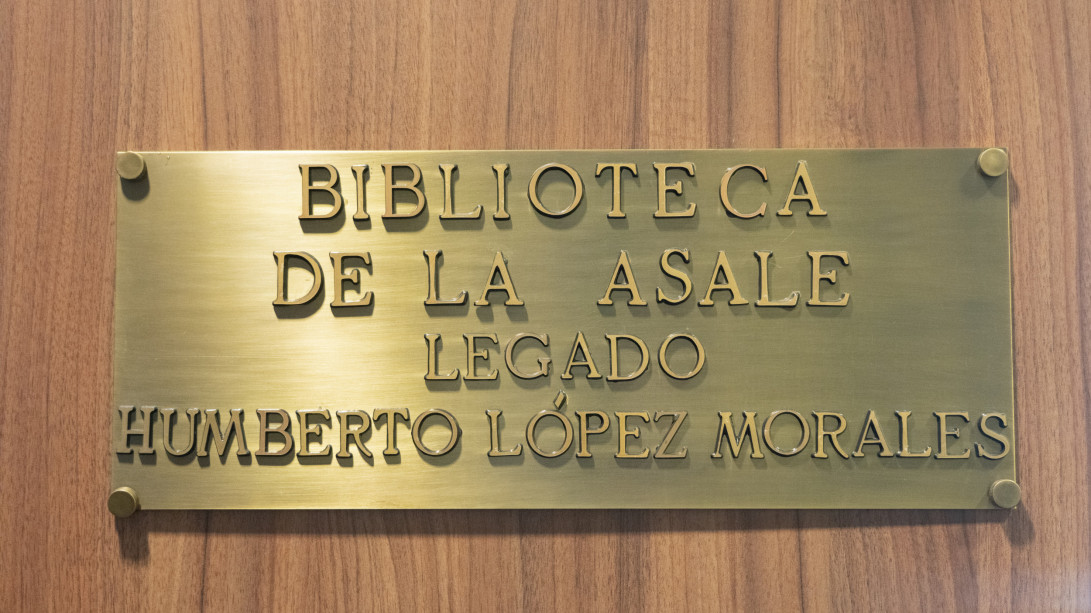 BIBLIOTECA
DE LA ASALE
LEGADO
HUMBERTO LÓPEZ MORALES